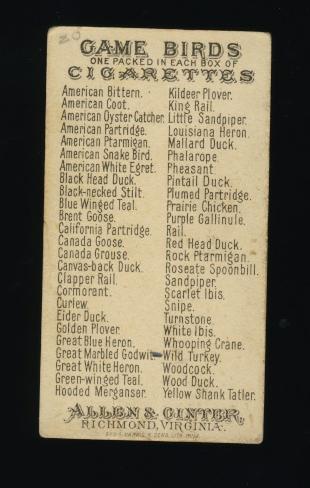 20
GAME BIRDS
ONE PACKED IN EACH BOX OF
CIGARETTES
American Bittern.
American Coot.
American Oyster Catcher.
American Partridge.
American Ptarmigan.
American Snake Bird.
American White Egret.
Black Head Duck.
Black-necked Stilt.
Blue Winged Teal.
Brent Goose.
California Partridge.
Canada Goose.
Canada Grouse.
Canvas-back Duck.
Clapper Rail.
Cormorant.
Curlew.
Eider Duck.
Golden Plover.
Great Blue Heron.
Great Marbled Godwit.
Great White Heron.
Green-winged Teal.
Hooded Merganser.
Kildeer Plover.
King Rail.
Little Sandpiper.
Louisiana Heron.
Mallard Duck.
Phalarope.
Pheasant.
Pintail Duck.
Plumed Partridge.
Prairie Chicken.
Purple Gallinule.
Rail.
Red Head Duck.
Rock Ptarmigan.
Roseate Spoonbill.
Sandpiper.
Scarlet Ibis.
Snipe.
Turnstone.
White Ibis.
Whooping Crane.
Wild Turkey.
Woodcock.
Wood Duck.
Yellow Shank Tatler.
ALLEN & GINTER,
RICHMOND, VIRGINIA.